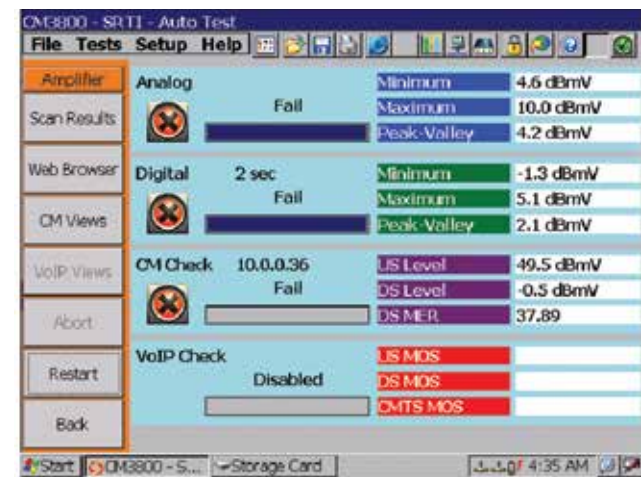 CM3800 - SRTI - Auto Test
File Tests Setup Help
Amplifier
Scan Results
Web Browser
CM Views
VoIP Views
Abort
Restart
Back
Analog
Fail
Minimum 4.6 dBmV
Maximum 10.0 dBmV
Peak-Valley 4.2 dBmV
Digital 2 sec
Fail
Minimum -1.3 dBmV
Maximum 5.1 dBmV
Peak-Valley 2.1 dBmV
CM Check 10.0.0.36
Fail
US Level 49.5 dBmV
DS Level -0.5 dBmV
DS MER 37.89
VoIP Check
Disabled
US MOS
DS MOS
CMTS MOS
Start CM3800 - S... Storage Card 4:35 AM